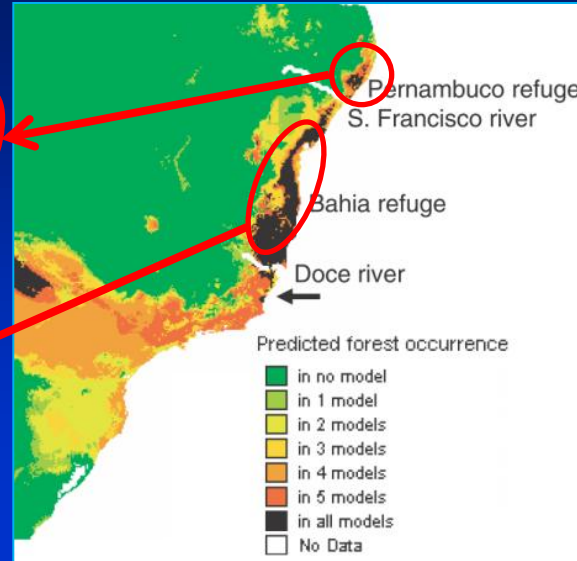 Pernambuco refuge
S. Francisco river
Bahia refuge
Doce river
Predicted forest occurrence
in no model
in 1 model
in 2 models
in 3 models
in 4 models
in 5 models
in all models
No Data